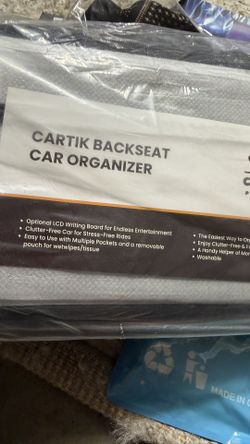 CARTIK BACKSEAT
CAR ORGANIZER
• Optional LCD Writing Board for Endless Entertainment
• Clutter-Free Car for Stress-Free Rides
• Easy to Use with Multiple Pockets and a removable
pouch for wetwipes/tissue
• The Easiest Way to Or
• Enjoy Clutter-Free &
• A Handy Helper of Mo
• Washable
MADE IN